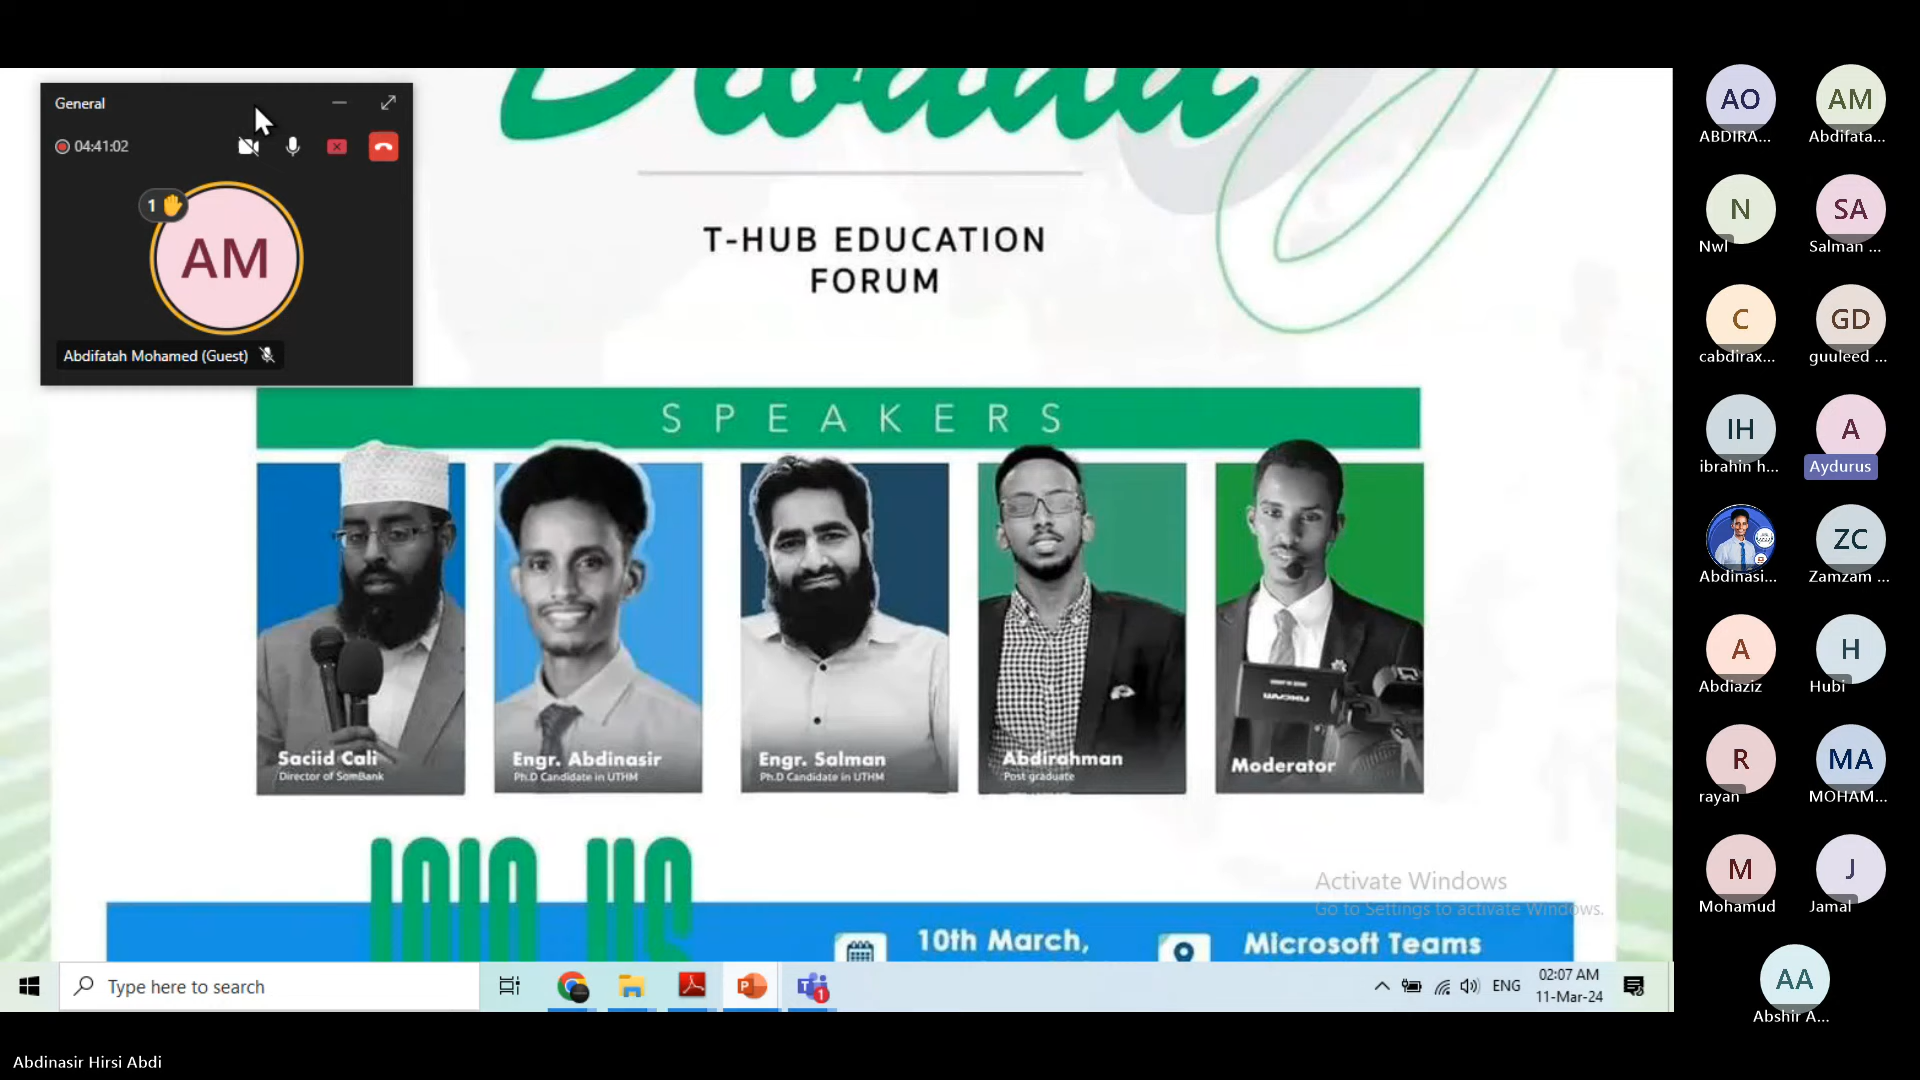 General
04:41:02
1
AM
Abdifatah Mohamed (Guest)
T-HUB EDUCATION
FORUM
SPEAKERS
Saciid Cali
Director of SomBank
Engr. Abdinasir
Ph.D Candidate in UTHM
Engr. Salman
Ph.D Candidate in UTHM
Abdirahman
Post graduate
Moderator
JOIN US
10th March,
Microsoft Teams
Activate Windows
Go to Settings to activate Windows.
Type here to search
1
ENG
02:07 AM
11-Mar-24
AO
ABDIRA...
AM
Abdifata...
N
Nwl
SA
Salman ...
C
cabdirax...
GD
guuleed ...
IH
ibrahin h...
A
Aydurus
Abdinasi...
ZC
Zamzam ...
A
Abdiaziz
H
Hubi
R
rayan
MA
MOHAM...
M
Mohamud
J
Jamal
AA
Abshir A...
Abdinasir Hirsi Abdi